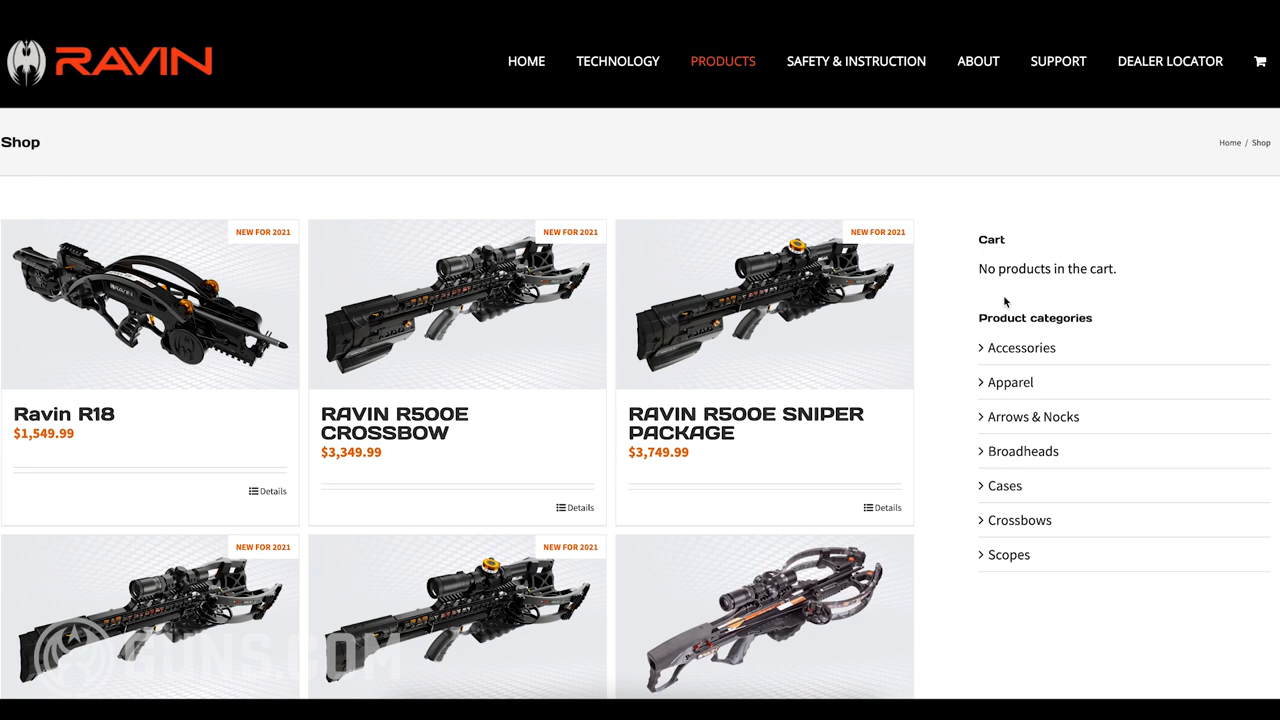 RAVIN
HOME
TECHNOLOGY
PRODUCTS
SAFETY & INSTRUCTION
ABOUT
SUPPORT
DEALER LOCATOR
Shop
Home / Shop
NEW FOR 2021
NEW FOR 2021
NEW FOR 2021
RAVIN
Ravin R18
$1,549.99
Details
RAVIN R500E
CROSSBOW
$3,349.99
Details
RAVIN R500E SNIPER
PACKAGE
$3,749.99
Details
Cart
No products in the cart.
Product categories
Accessories
Apparel
Arrows & Nocks
Broadheads
Cases
Crossbows
Scopes
NEW FOR 2021
NEW FOR 2021
GUNS.COM